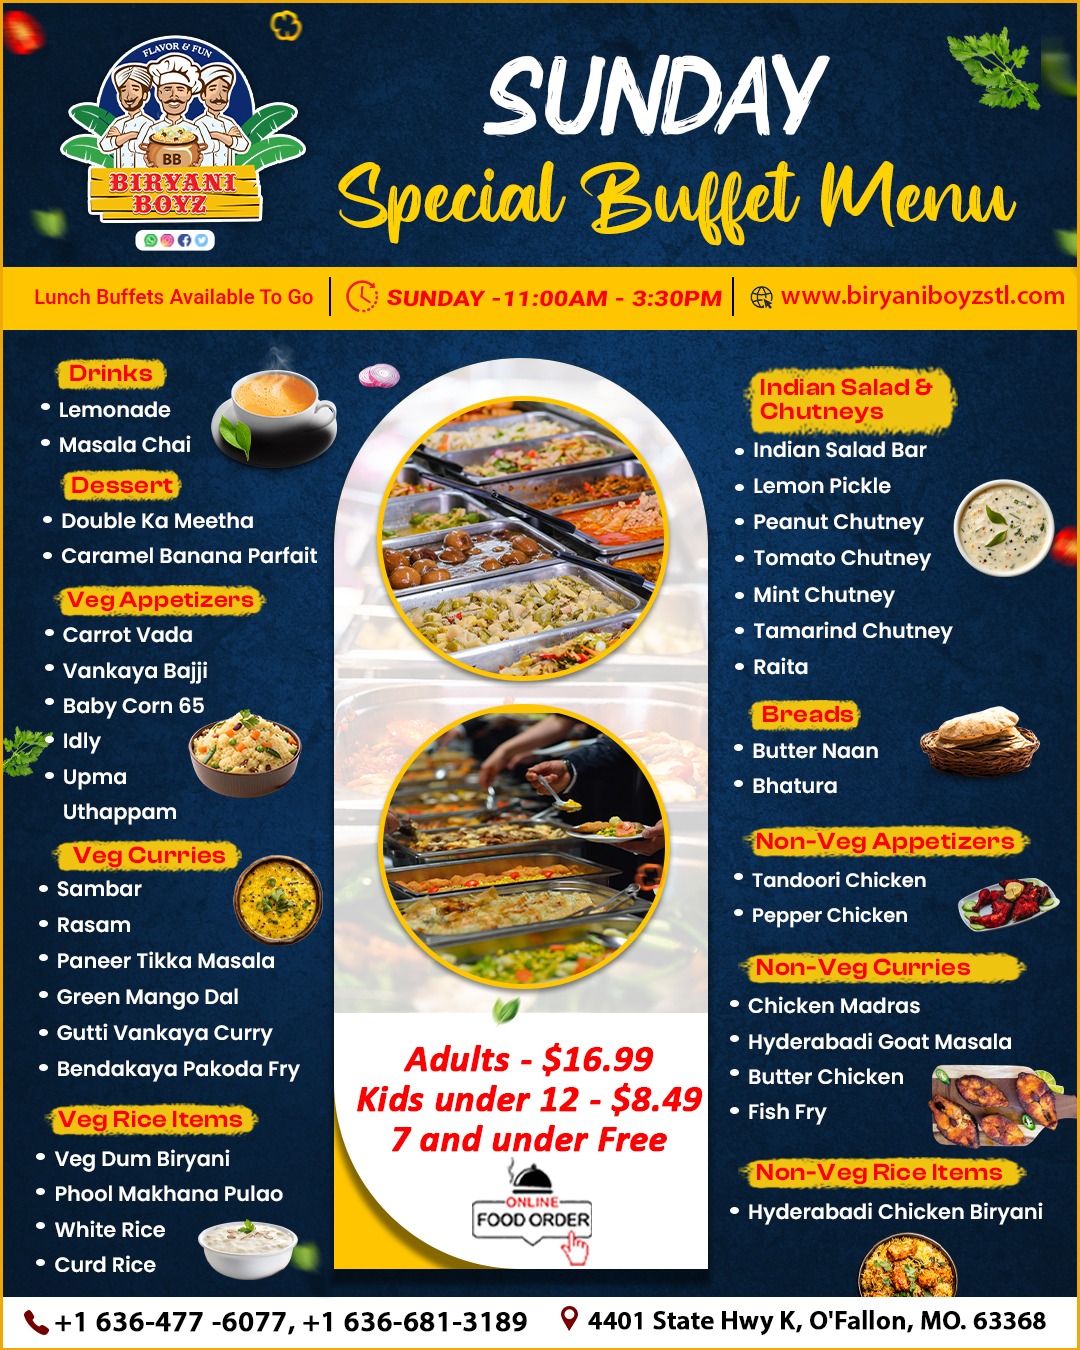 FLAVOR & FUN
BB
BIRYANI
BOYZ
SUNDAY
Special Buffet Menu
Lunch Buffets Available To Go
SUNDAY -11:00AM - 3:30PM
www.biryaniboyzstl.com
Drinks
• Lemonade
• Masala Chai
Dessert
• Double Ka Meetha
• Caramel Banana Parfait
Veg Appetizers
• Carrot Vada
• Vankaya Bajji
• Baby Corn 65
• Idly
• Upma
Uthappam
Veg Curries
• Sambar
• Rasam
• Paneer Tikka Masala
• Green Mango Dal
• Gutti Vankaya Curry
• Bendakaya Pakoda Fry
Veg Rice Items
• Veg Dum Biryani
• Phool Makhana Pulao
• White Rice
• Curd Rice
Adults - $16.99
Kids under 12 - $8.49
7 and under Free
ONLINE
FOOD ORDER
Indian Salad &
Chutneys
• Indian Salad Bar
• Lemon Pickle
• Peanut Chutney
• Tomato Chutney
• Mint Chutney
• Tamarind Chutney
• Raita
Breads
• Butter Naan
• Bhatura
Non-Veg Appetizers
• Tandoori Chicken
• Pepper Chicken
Non-Veg Curries
• Chicken Madras
• Hyderabadi Goat Masala
• Butter Chicken
• Fish Fry
Non-Veg Rice Items
• Hyderabadi Chicken Biryani
+1 636-477 -6077, +1 636-681-3189
4401 State Hwy K, O'Fallon, MO. 63368